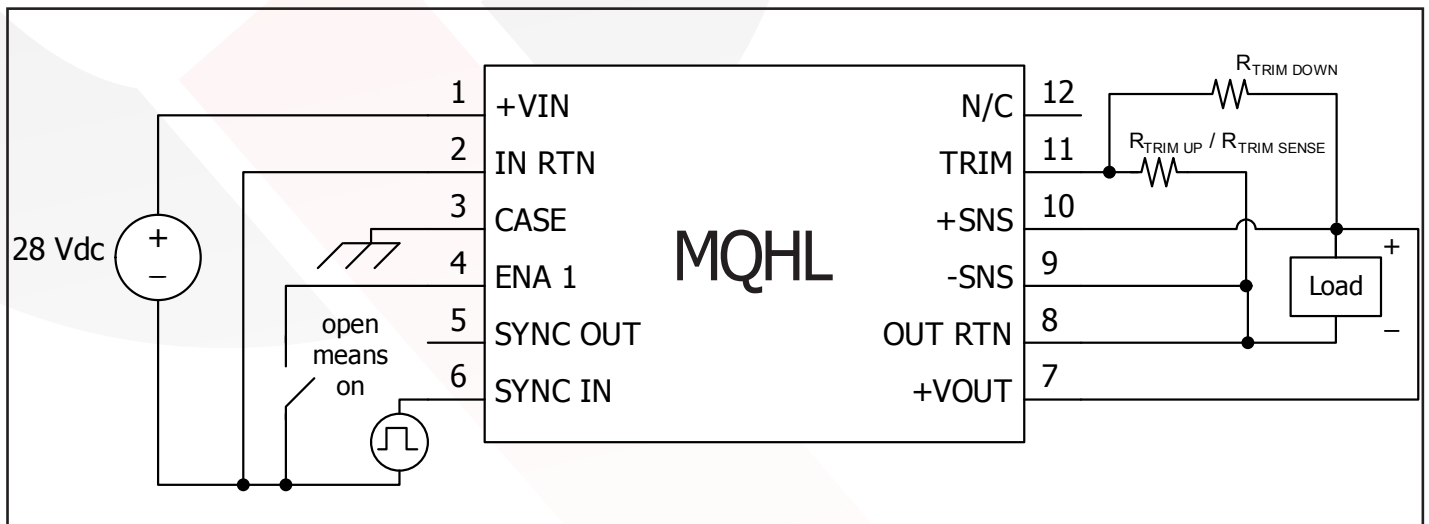 28 Vdc
+
−
open
means
on
1
2
3
4
5
6
+VIN
IN RTN
CASE
ENA 1
SYNC OUT
SYNC IN
MQHL
N/C
TRIM
+SNS
-SNS
OUT RTN
+VOUT
12
11
10
9
8
7
RTRIM DOWN
RTRIM UP / RTRIM SENSE
Load
+
−